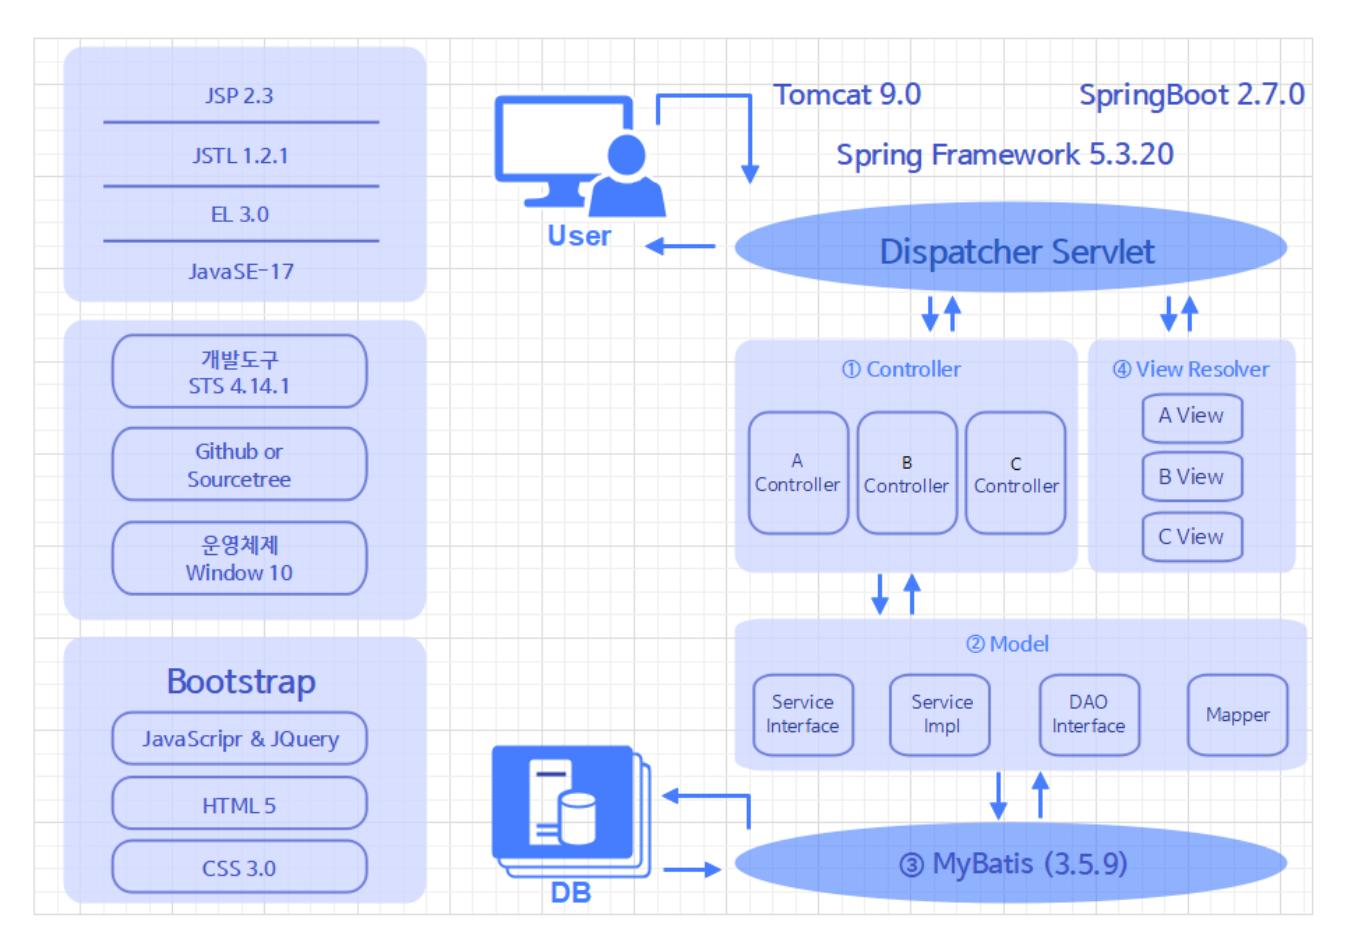 JSP 2.3
JSTL 1.2.1
EL 3.0
JavaSE-17
개발도구
STS 4.14.1
Github or
Sourcetree
운영체제
Window 10
Bootstrap
JavaScripr & JQuery
HTML 5
CSS 3.0
User
DB
Tomcat 9.0
SpringBoot 2.7.0
Spring Framework 5.3.20
Dispatcher Servlet
① Controller
A
Controller
B
Controller
C
Controller
④ View Resolver
A View
B View
C View
② Model
Service
Interface
Service
Impl
DAO
Interface
Mapper
③ MyBatis (3.5.9)